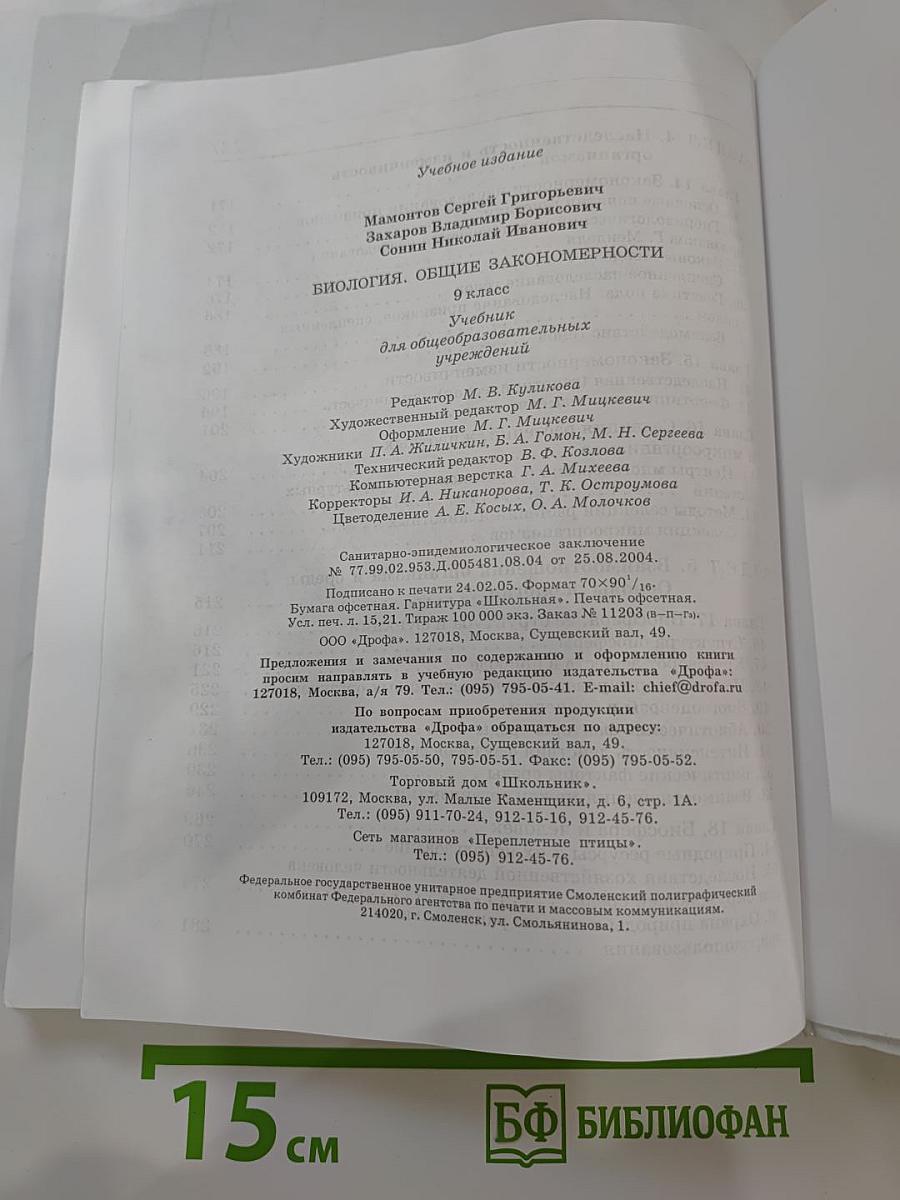 Учебное издание
Мамонтов Сергей Григорьевич
Захаров Владимир Борисович
Сонин Николай Иванович
БИОЛОГИЯ. ОБЩИЕ ЗАКОНОМЕРНОСТИ
9 класс
Учебник
для общеобразовательных
учреждений
Редактор М. В. Куликова
Художественный редактор М. Г. Мицкевич
Оформление М. Г. Мицкевич
Художники П. А. Жиличкин, Б. А. Гомон, М. Н. Сергеева
Технический редактор В. Ф. Козлова
Компьютерная верстка Г. А. Михеева
Корректоры И. А. Никанорова, Т. К. Остроумова
Цветоделение А. Е. Косых, О. А. Молочков
Санитарно-эпидемиологическое заключение
№ 77.99.02.953.Д.005481.08.04 от 25.08.2004.
Подписано к печати 24.02.05. Формат 70×90 1/16.
Бумага офсетная. Гарнитура «Школьная». Печать офсетная.
Усл. печ. л. 15,21. Тираж 100 000 экз. Заказ № 11203 (в–п–гз).
ООО «Дрофа». 127018, Москва, Сущевский вал, 49.
Предложения и замечания по содержанию и оформлению книги
просим направлять в учебную редакцию издательства «Дрофа»:
127018, Москва, а/я 79. Тел.: (095) 795-05-41. E-mail: chief@drofa.ru
По вопросам приобретения продукции
издательства «Дрофа» обращаться по адресу:
127018, Москва, Сущевский вал, 49.
Тел.: (095) 795-05-50, 795-05-51. Факс: (095) 795-05-52.
Торговый дом «Школьник».
109172, Москва, ул. Малые Каменщики, д. 6, стр. 1А.
Тел.: (095) 911-70-24, 912-15-16, 912-45-76.
Сеть магазинов «Переплетные птицы».
Тел.: (095) 912-45-76.
Федеральное государственное унитарное предприятие Смоленский полиграфический
комбинат Федерального агентства по печати и массовым коммуникациям.
214020, г. Смоленск, ул. Смольянинова, 1.
15 см
БФ БИБЛИОФАН